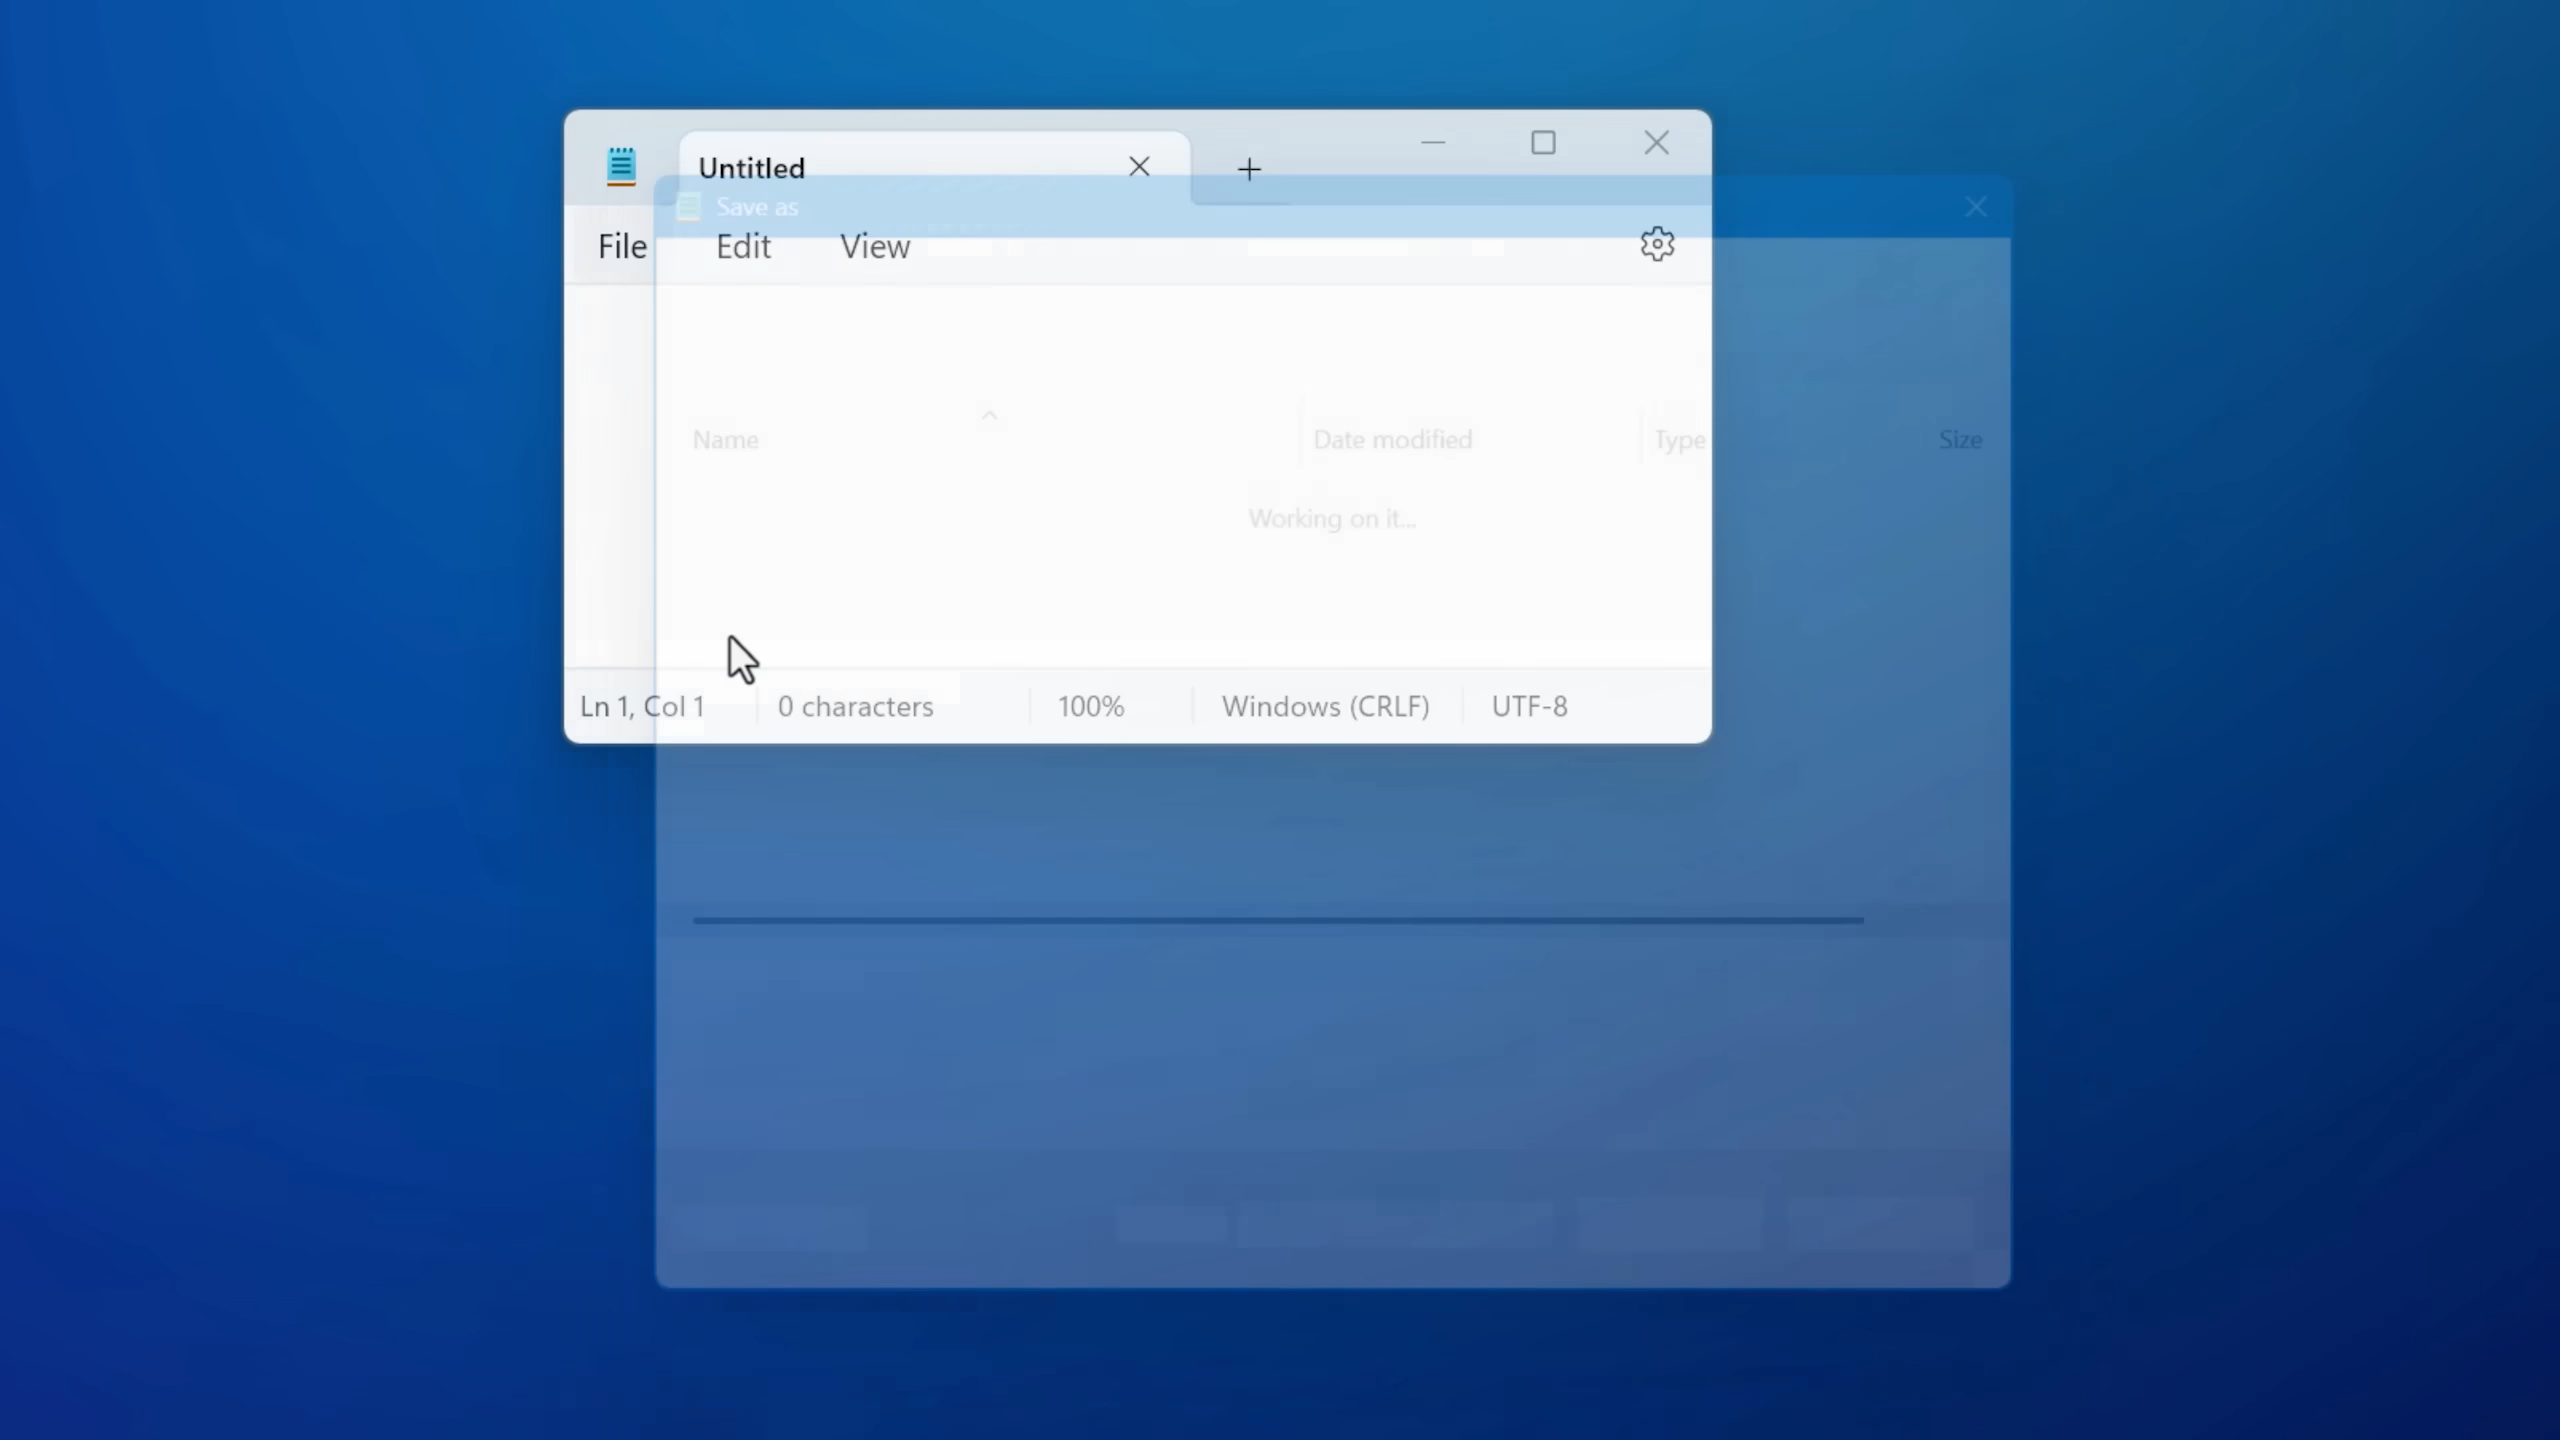 Untitled
Save as
File Edit View
Name Date modified Type Size
Working on it...
Ln 1, Col 1 0 characters 100% Windows (CRLF) UTF-8